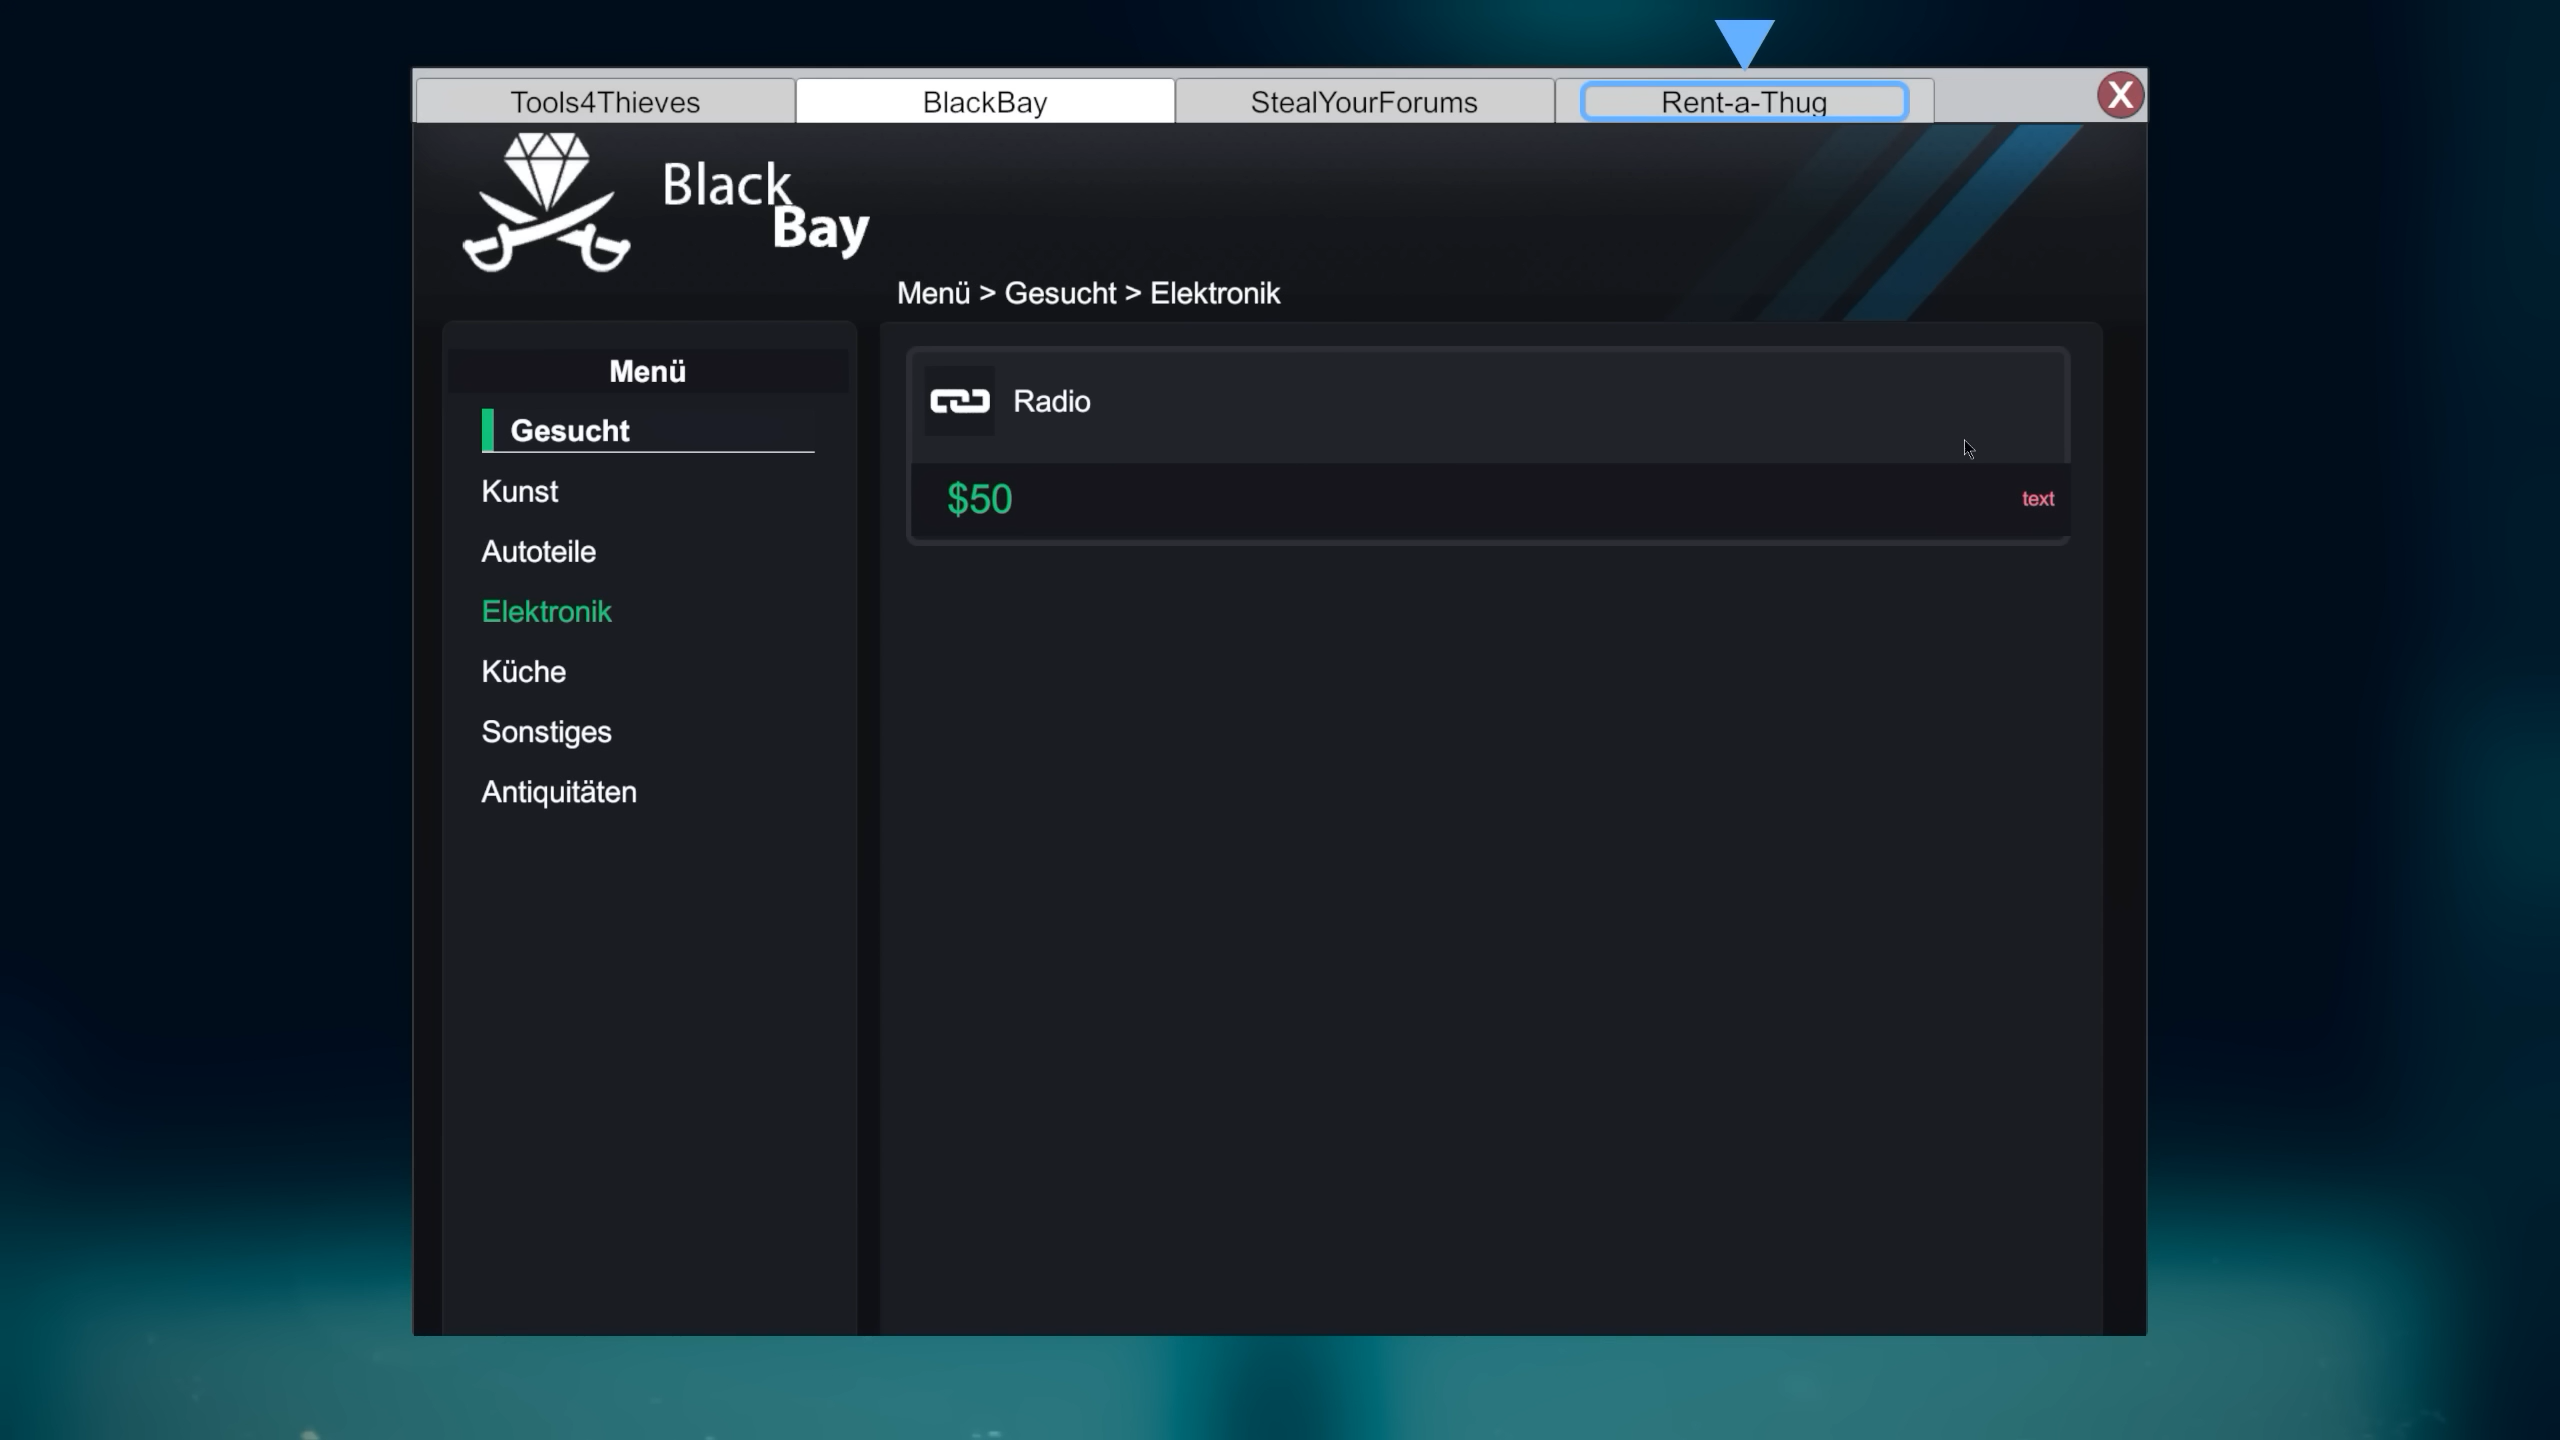 Tools4Thieves
BlackBay
StealYourForums
Rent-a-Thug
X
Black
Bay
Menü > Gesucht > Elektronik
Menü
Gesucht
Kunst
Autoteile
Elektronik
Küche
Sonstiges
Antiquitäten
Radio
$50
text